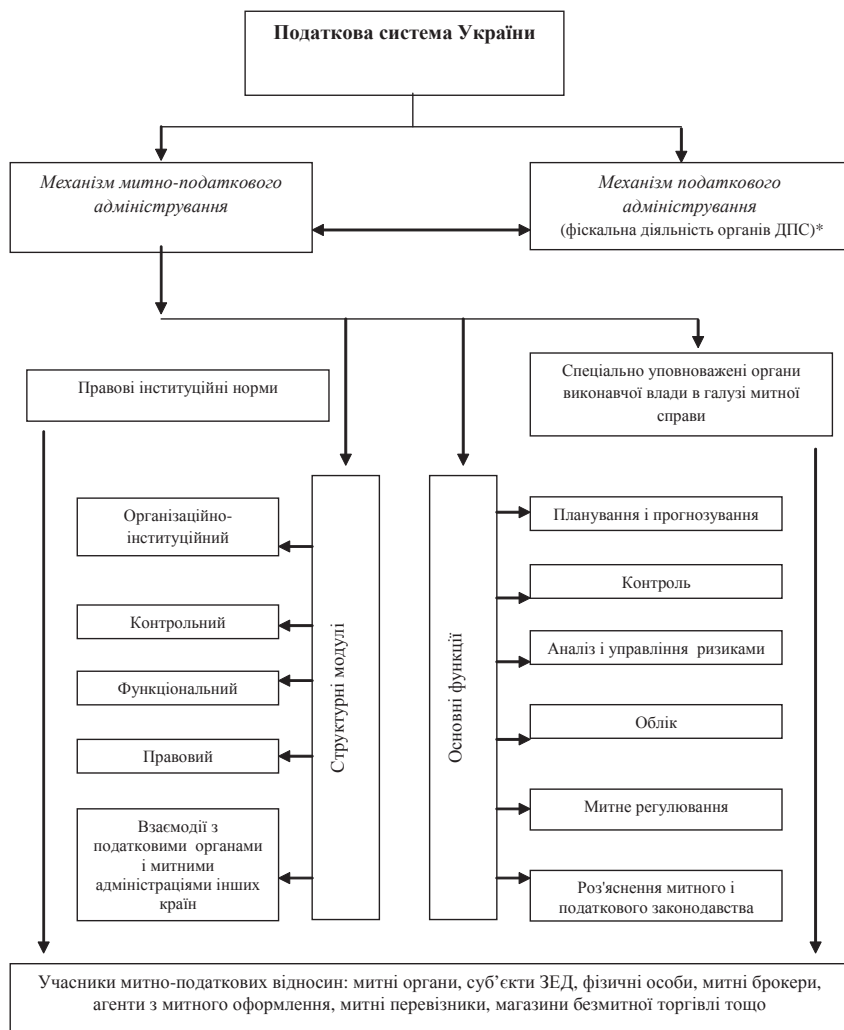 Податкова система України
Механізм митно-податкового
адміністрування
Механізм податкового
адміністрування
(фіскальна діяльність органів ДПС)*
Правові інституційні норми
Спеціально уповноважені органи
виконавчої влади в галузі митної
справи
Організаційно-
інституційний
Контрольний
Функціональний
Правовий
Взаємодії з
податковими органами
і митними
адміністраціями інших
країн
Структурні модулі
Основні функції
Планування і прогнозування
Контроль
Аналіз і управління ризиками
Облік
Митне регулювання
Роз'яснення митного і
податкового законодавства
Учасники митно-податкових відносин: митні органи, суб’єкти ЗЕД, фізичні особи, митні брокери,
агенти з митного оформлення, митні перевізники, магазини безмитної торгівлі тощо